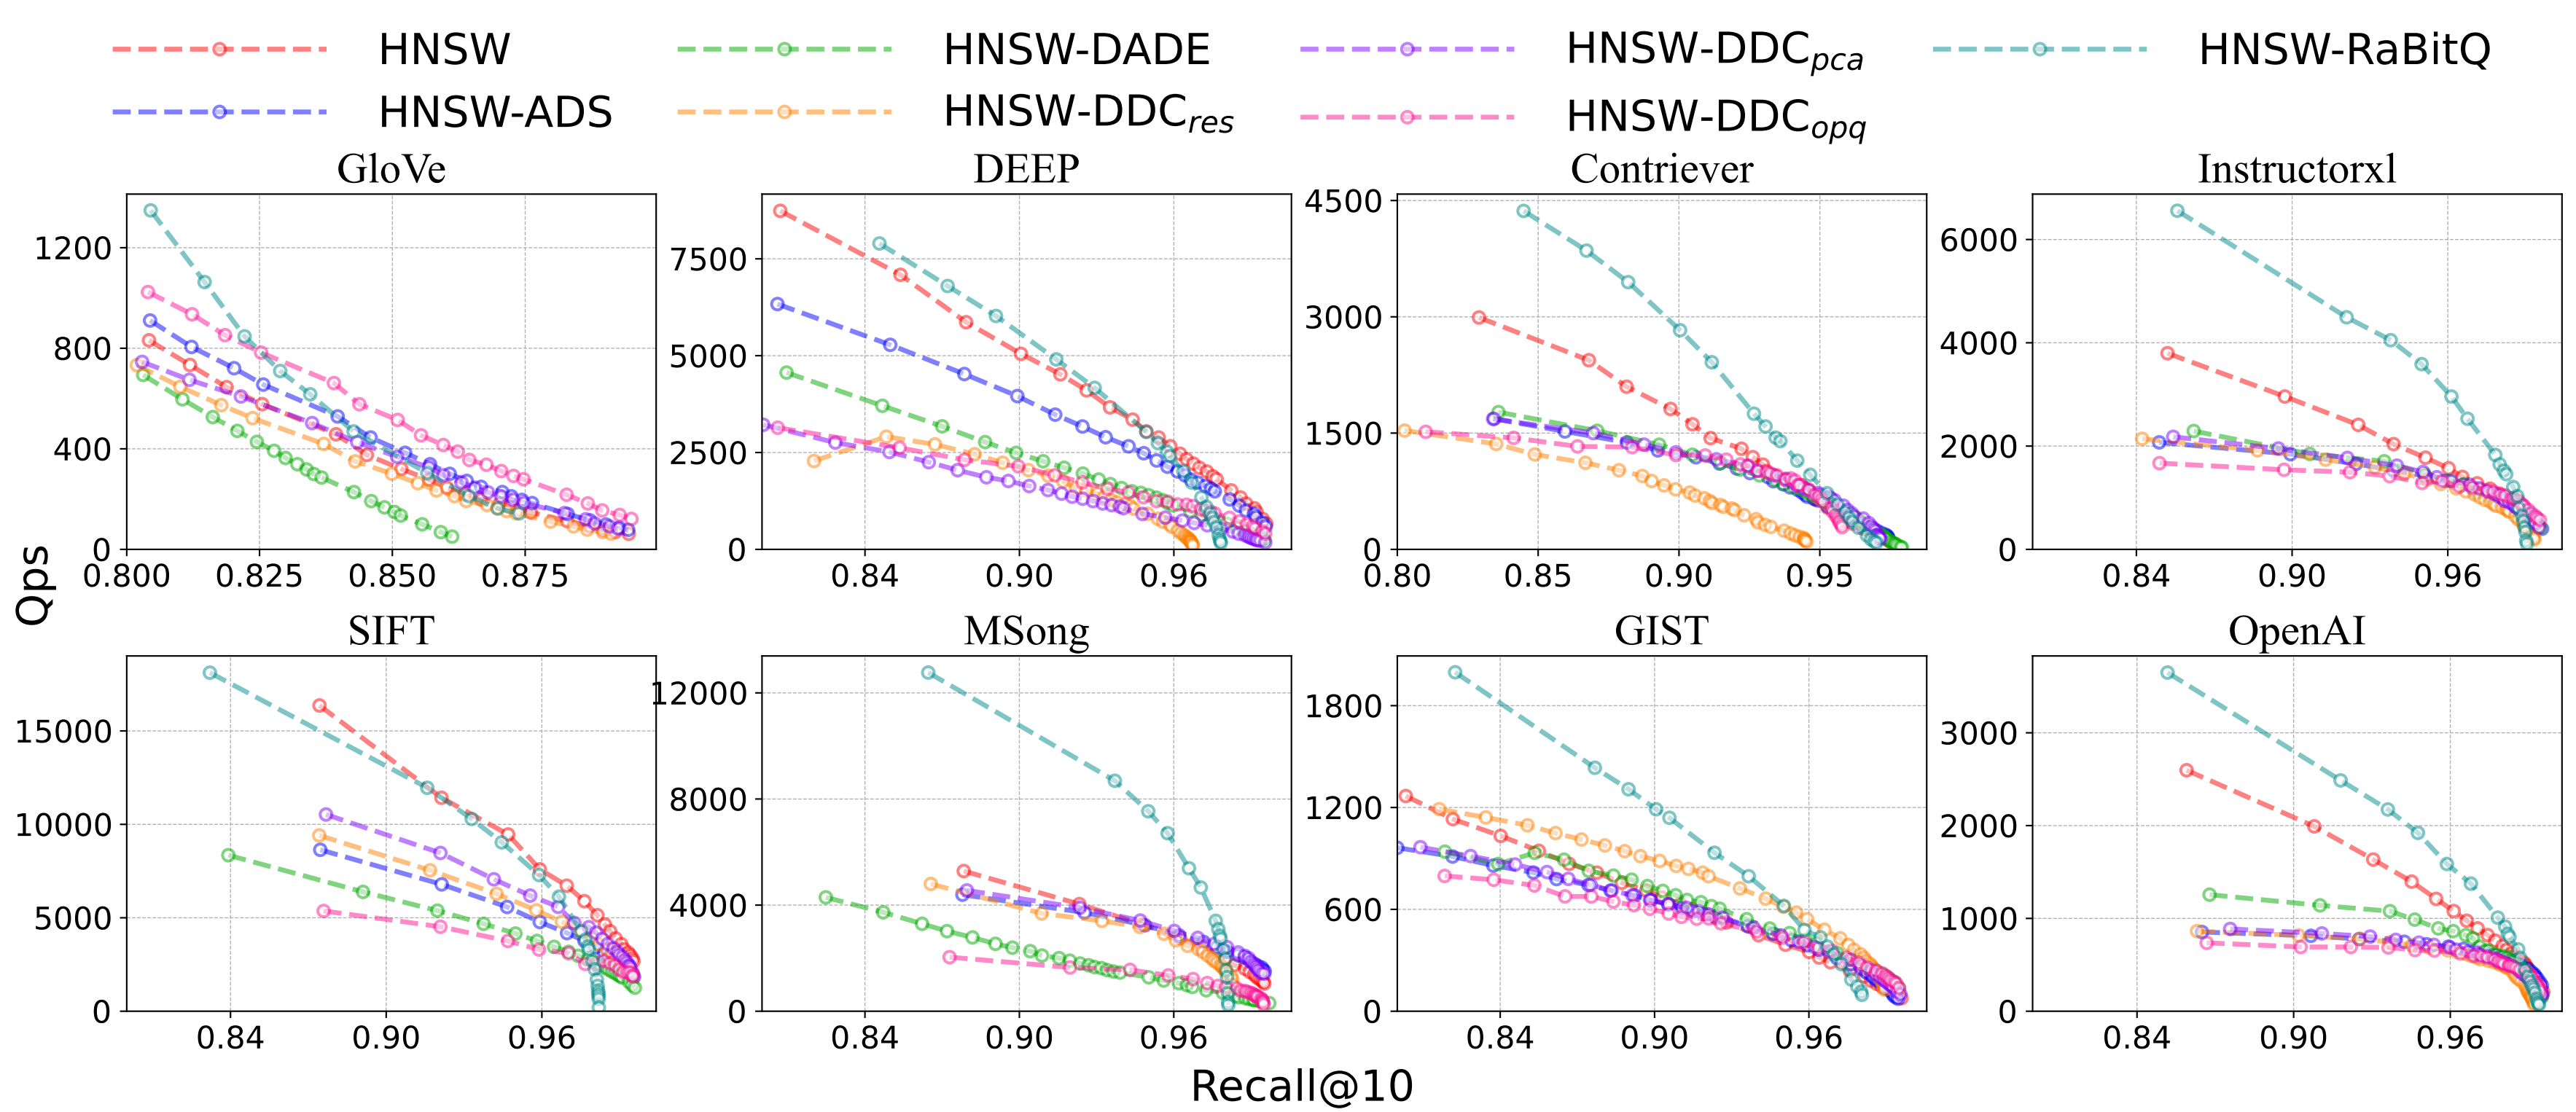 HNSW HNSW-DADE HNSW-DDC_pca HNSW-RaBitQ
HNSW-ADS HNSW-DDC_res HNSW-DDC_opq
GloVe DEEP Contriever Instructorxl
1200 7500 4500 6000
800 5000 3000 4000
400 2500 1500 2000
0 0 0 0
0.800 0.825 0.850 0.875 0.84 0.90 0.96 0.80 0.85 0.90 0.95 0.84 0.90 0.96
Qps
SIFT MSong GIST OpenAI
15000 12000 1800 3000
10000 8000 1200 2000
5000 4000 600 1000
0 0 0 0
0.84 0.90 0.96 0.84 0.90 0.96 0.84 0.90 0.96 0.84 0.90 0.96
Recall@10